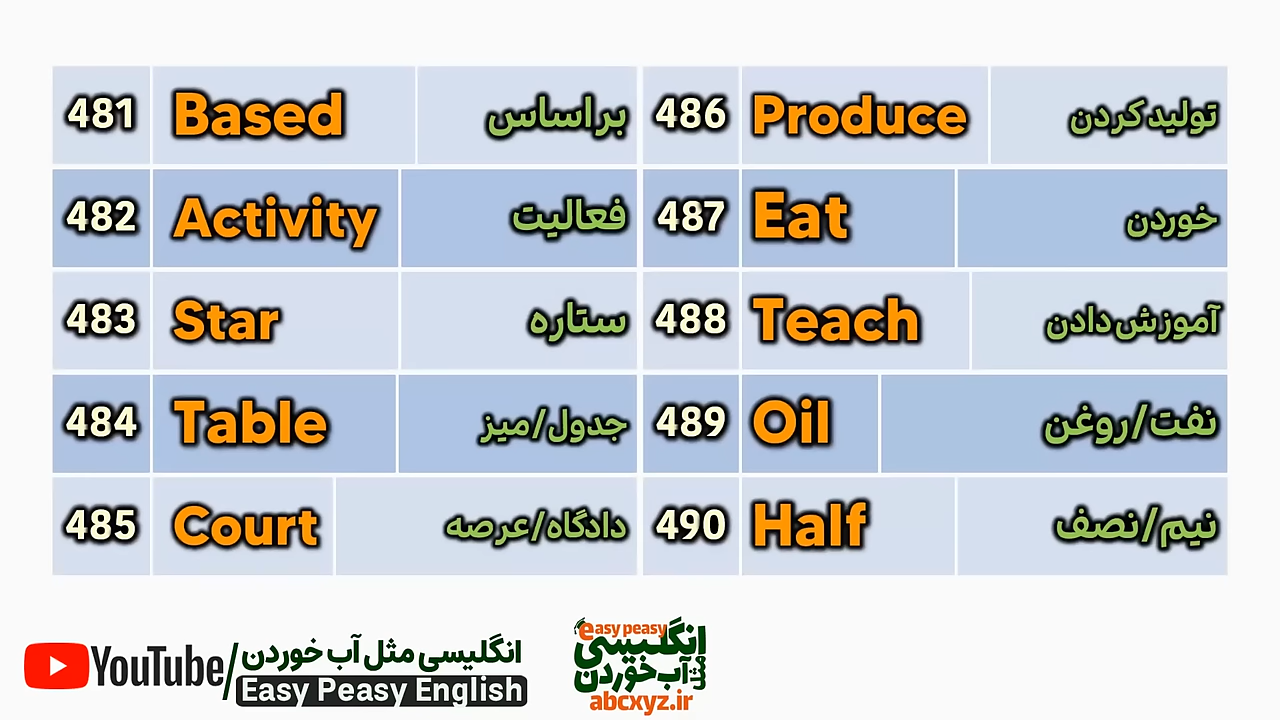 481 Based براساس 486 Produce تولید کردن
482 Activity فعالیت 487 Eat خوردن
483 Star ستاره 488 Teach آموزش دادن
484 Table جدول/میز 489 Oil نفت/روغن
485 Court دادگاه/عرصه 490 Half نیم/نصف
YouTube/انگلیسی مثل آب خوردن
Easy Peasy English
easy peasy
انگلیسی
مثل آب خوردن
abcxyz.ir